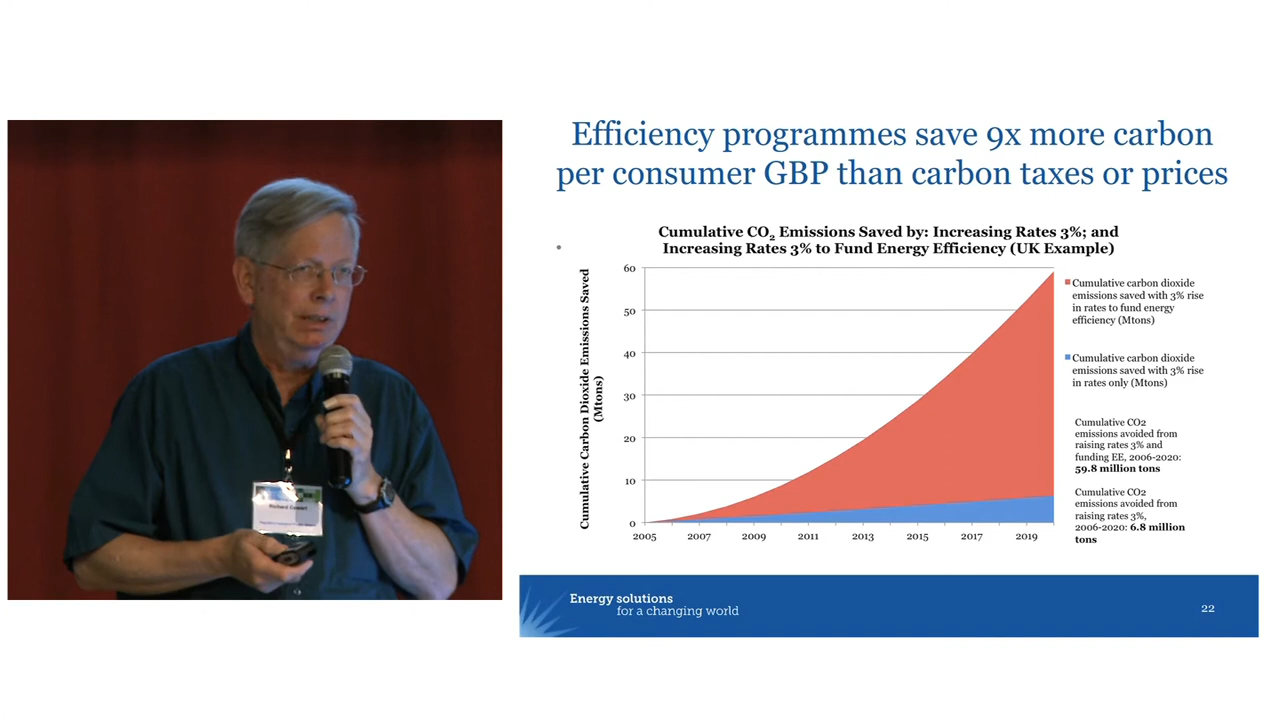 Efficiency programmes save 9x more carbon
per consumer GBP than carbon taxes or prices
Cumulative CO2 Emissions Saved by: Increasing Rates 3%; and
Increasing Rates 3% to Fund Energy Efficiency (UK Example)
Cumulative Carbon Dioxide Emissions Saved
(Mtons)
60
50
40
30
20
10
0
2005 2007 2009 2011 2013 2015 2017 2019
Cumulative carbon dioxide
emissions saved with 3% rise
in rates to fund energy
efficiency (Mtons)
Cumulative carbon dioxide
emissions saved with 3% rise
in rates only (Mtons)
Cumulative CO2
emissions avoided from
raising rates 3% and
funding EE, 2006-2020:
59.8 million tons
Cumulative CO2
emissions avoided from
raising rates 3%,
2006-2020: 6.8 million
tons
Energy solutions
for a changing world
22
Richard Cowart